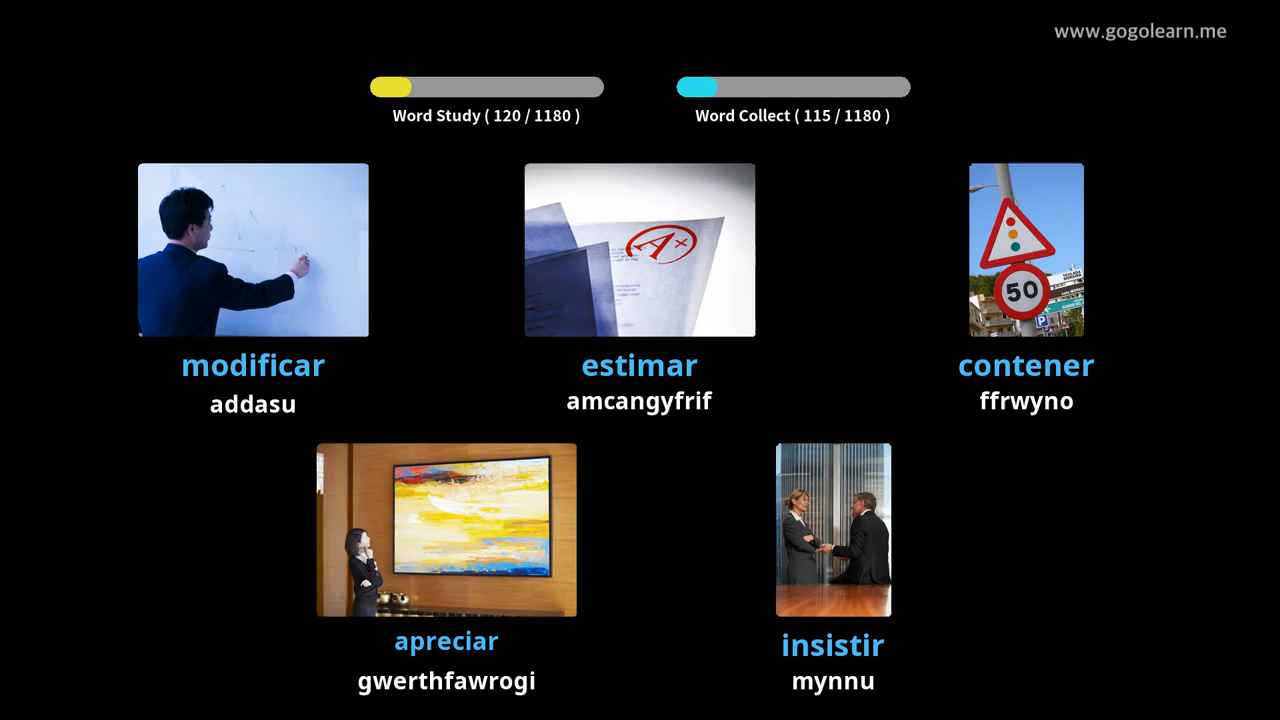 www.gogolearn.me
Word Study ( 120 / 1180 )
Word Collect ( 115 / 1180 )
A+
50
P
modificar
estimar
contener
addasu
amcangyfrif
ffrwyno
apreciar
insistir
gwerthfawrogi
mynnu